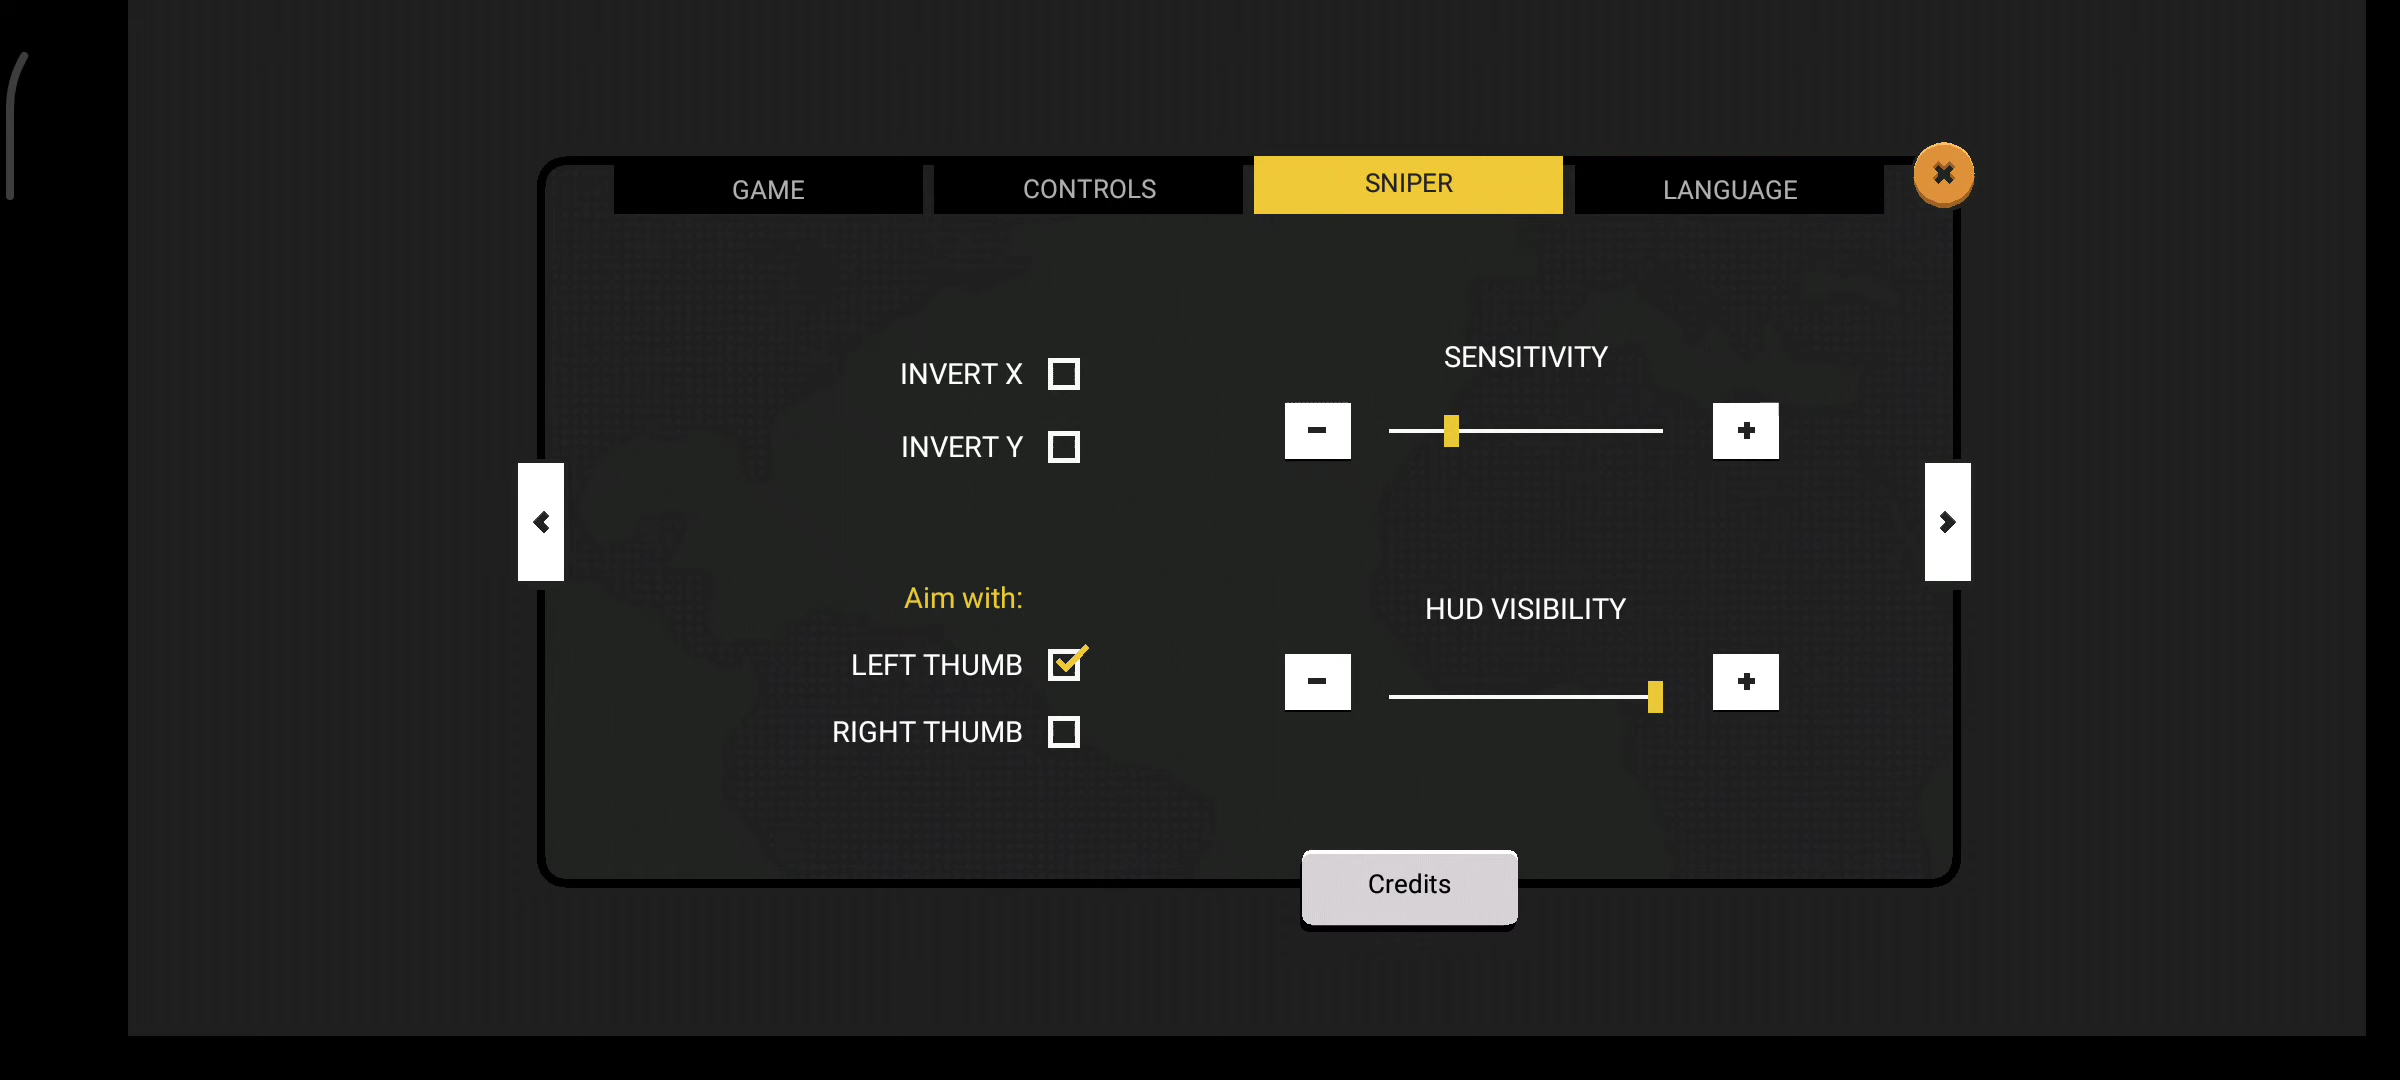 GAME
CONTROLS
SNIPER
LANGUAGE
INVERT X
INVERT Y
SENSITIVITY
Aim with:
LEFT THUMB
RIGHT THUMB
HUD VISIBILITY
Credits